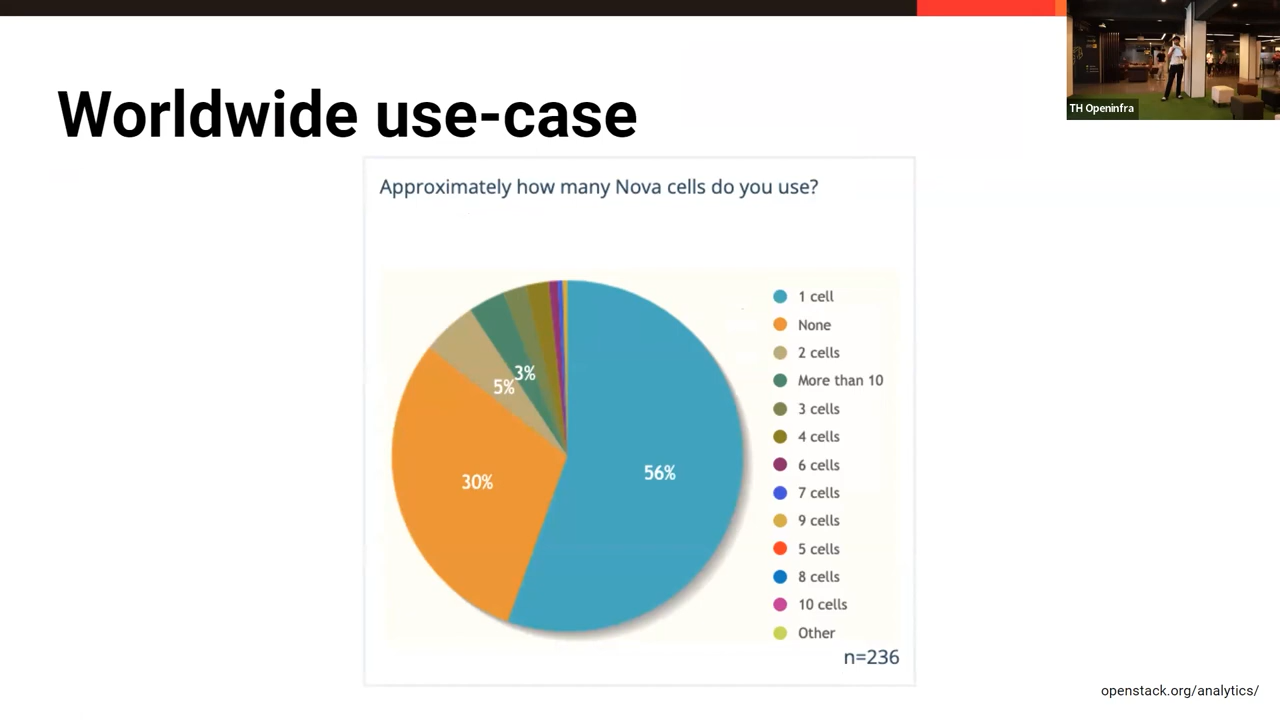 Worldwide use-case
TH Openinfra
Approximately how many Nova cells do you use?
3%
5%
30%
56%
1 cell
None
2 cells
More than 10
3 cells
4 cells
6 cells
7 cells
9 cells
5 cells
8 cells
10 cells
Other
n=236
openstack.org/analytics/